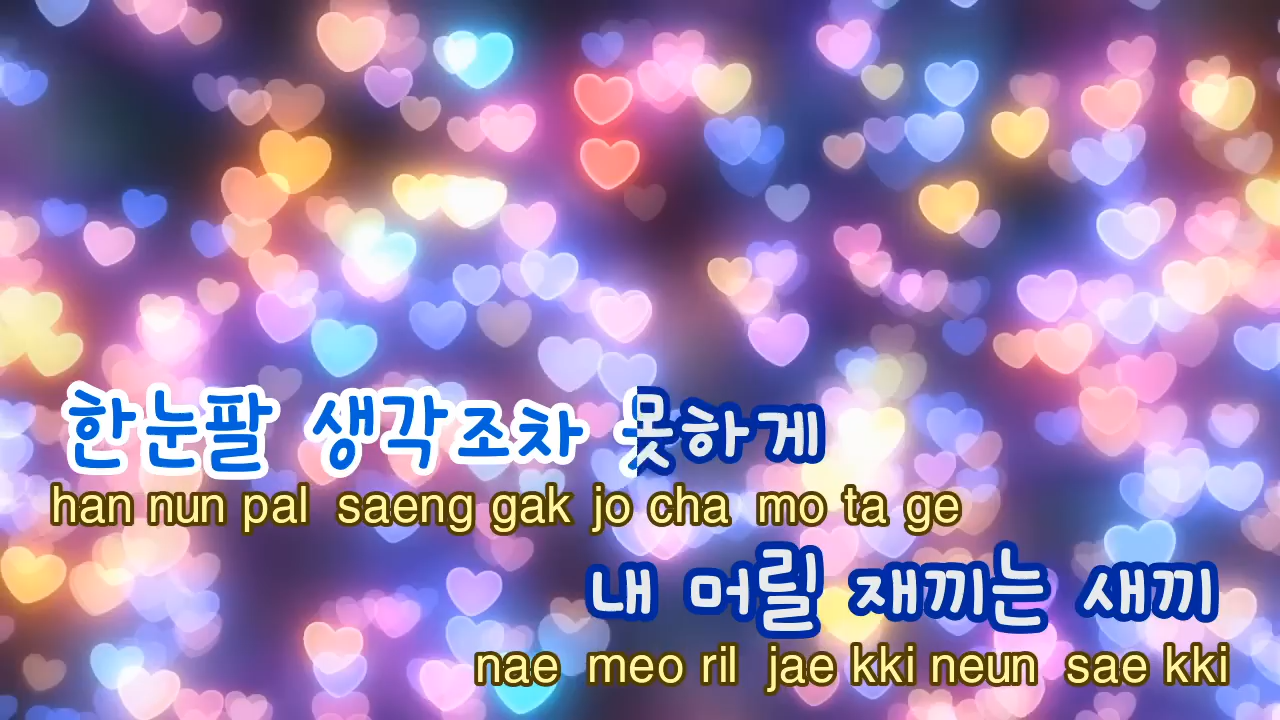 한눈팔 생각조차 못하게
han nun pal saeng gak jo cha mo ta ge
내 머릴 재끼는 새끼
nae meo ril jae kki neun sae kki